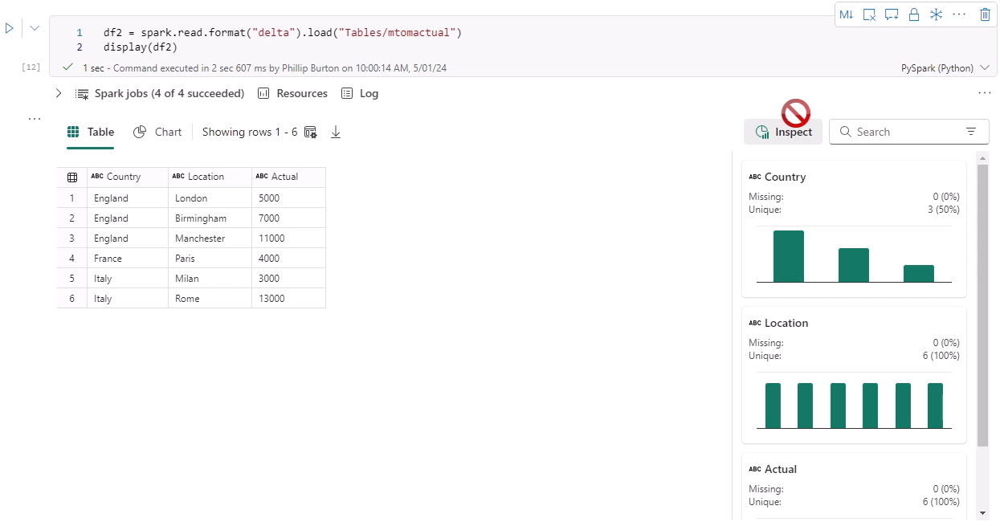 M↓
1 df2 = spark.read.format("delta").load("Tables/mtomactual")
2 display(df2)
[12]
1 sec - Command executed in 2 sec 607 ms by Phillip Burton on 10:00:14 AM, 5/01/24
PySpark (Python)
Spark jobs (4 of 4 succeeded) Resources Log
Table Chart Showing rows 1 - 6
Inspect Search
ABC Country ABC Location ABC Actual
1 England London 5000
2 England Birmingham 7000
3 England Manchester 11000
4 France Paris 4000
5 Italy Milan 3000
6 Italy Rome 13000
ABC Country
Missing: 0 (0%)
Unique: 3 (50%)
ABC Location
Missing: 0 (0%)
Unique: 6 (100%)
ABC Actual
Missing: 0 (0%)
Unique: 6 (100%)